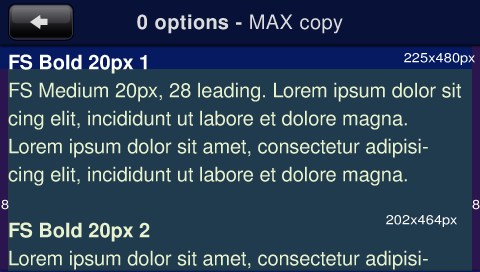 0 options - MAX copy
225x480px
FS Bold 20px 1
FS Medium 20px, 28 leading. Lorem ipsum dolor sit
cing elit, incididunt ut labore et dolore magna.
Lorem ipsum dolor sit amet, consectetur adipisi-
cing elit, incididunt ut labore et dolore magna.
8 8
202x464px
FS Bold 20px 2
Lorem ipsum dolor sit amet, consectetur adipisi-